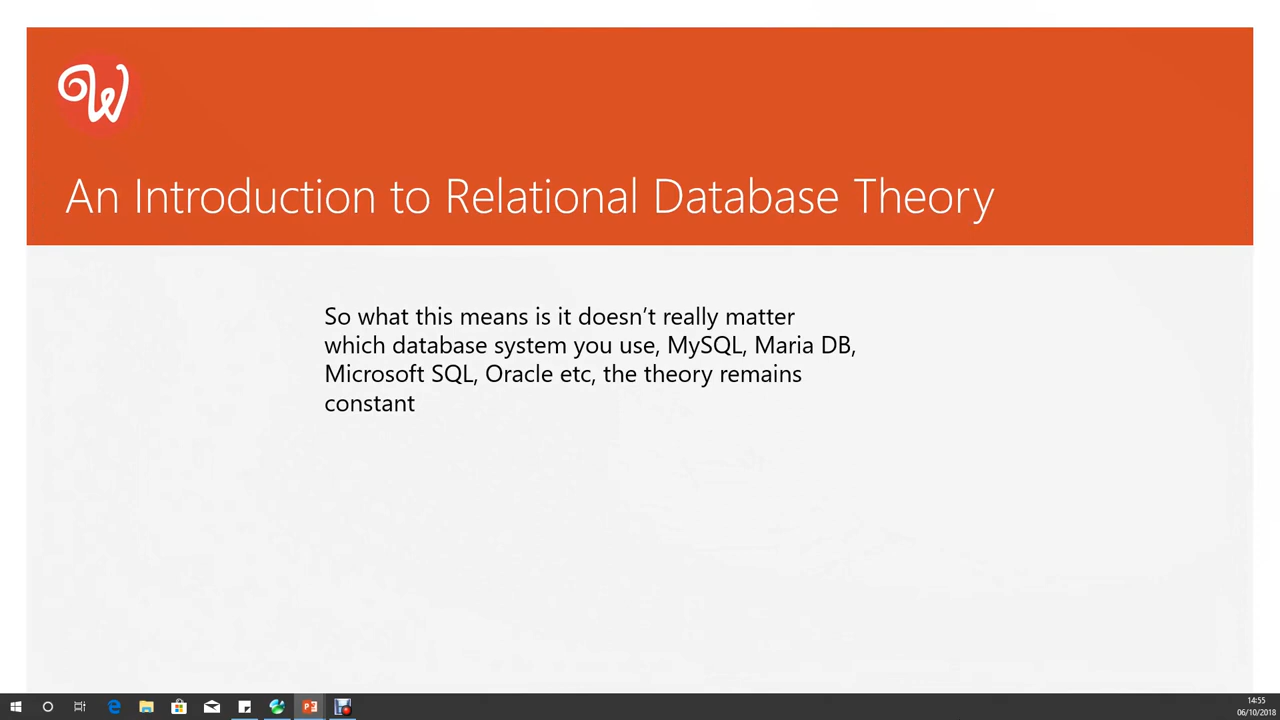 W
An Introduction to Relational Database Theory
So what this means is it doesn't really matter
which database system you use, MySQL, Maria DB,
Microsoft SQL, Oracle etc, the theory remains
constant
14:55
06/10/2018